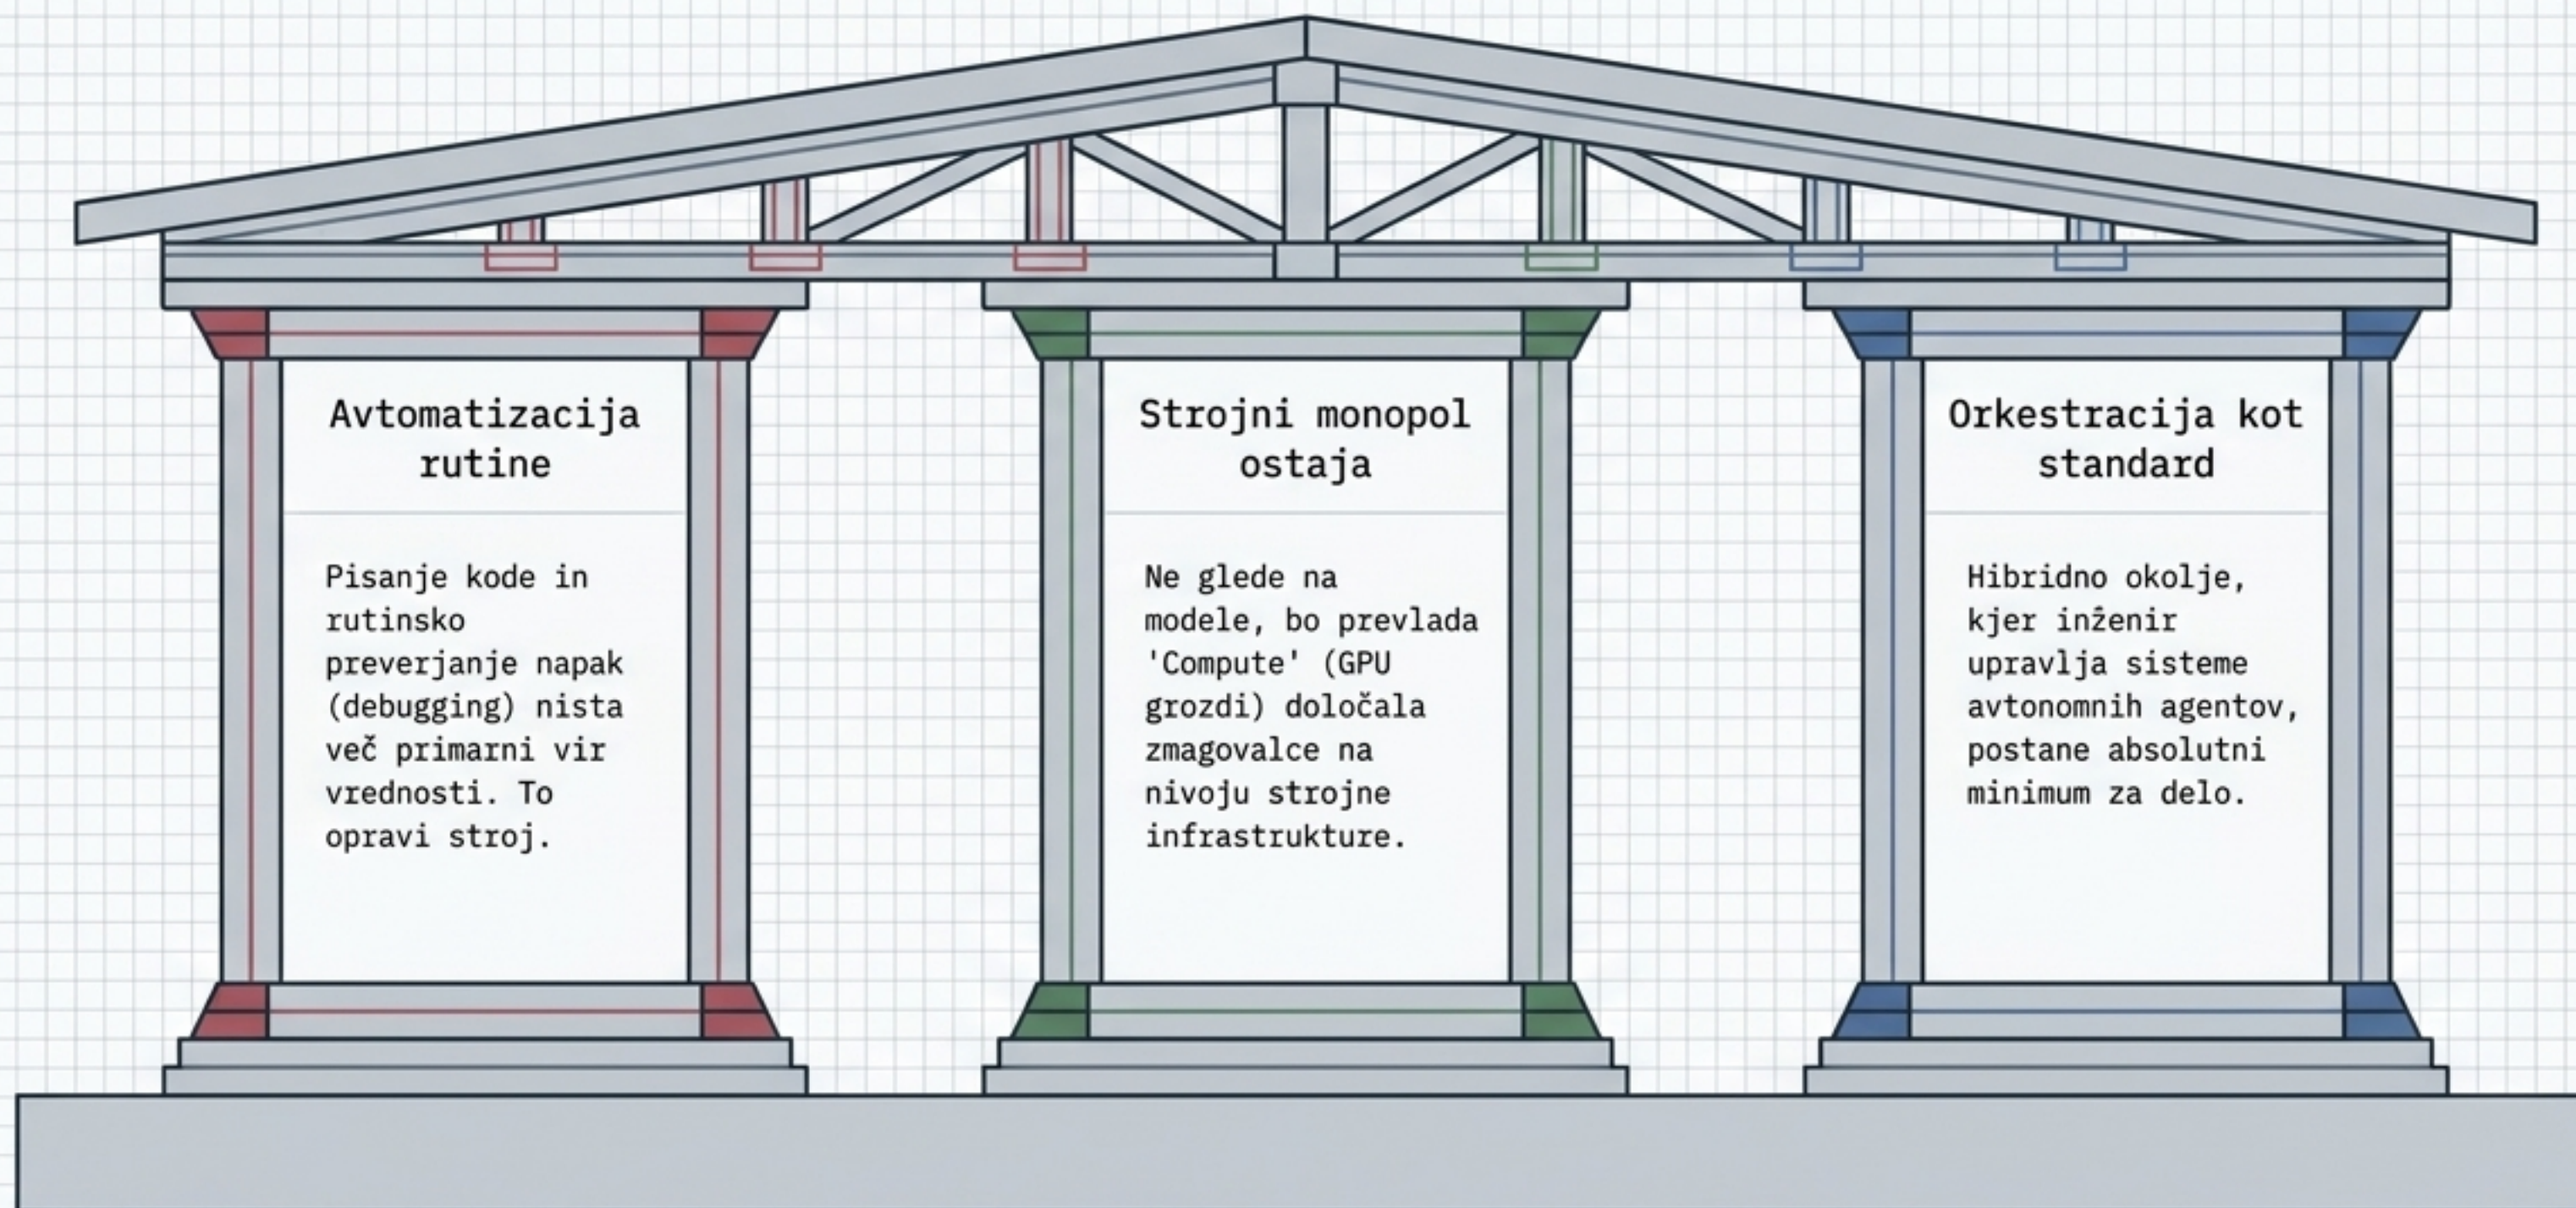 Avtomatizacija
rutine
Pisanje kode in
rutinsko
preverjanje napak
(debugging) nista
več primarni vir
vrednosti. To
opravi stroj.
Strojni monopol
ostaja
Ne glede na
modele, bo prevlada
'Compute' (GPU
grozdi) določala
zmagovalce na
nivoju strojne
infrastrukture.
Orkestracija kot
standard
Hibridno okolje,
kjer inženir
upravlja sisteme
avtonomnih agentov,
postane absolutni
minimum za delo.